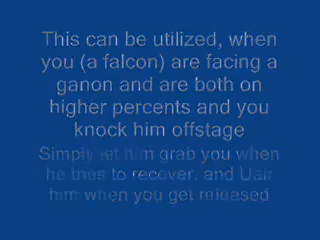 This can be utilized, when
you (a falcon) are facing a
ganon and are both on
higher percents and you
knock him offstage
Simply let him grab you when
he tries to recover. and Uair
him when you get released